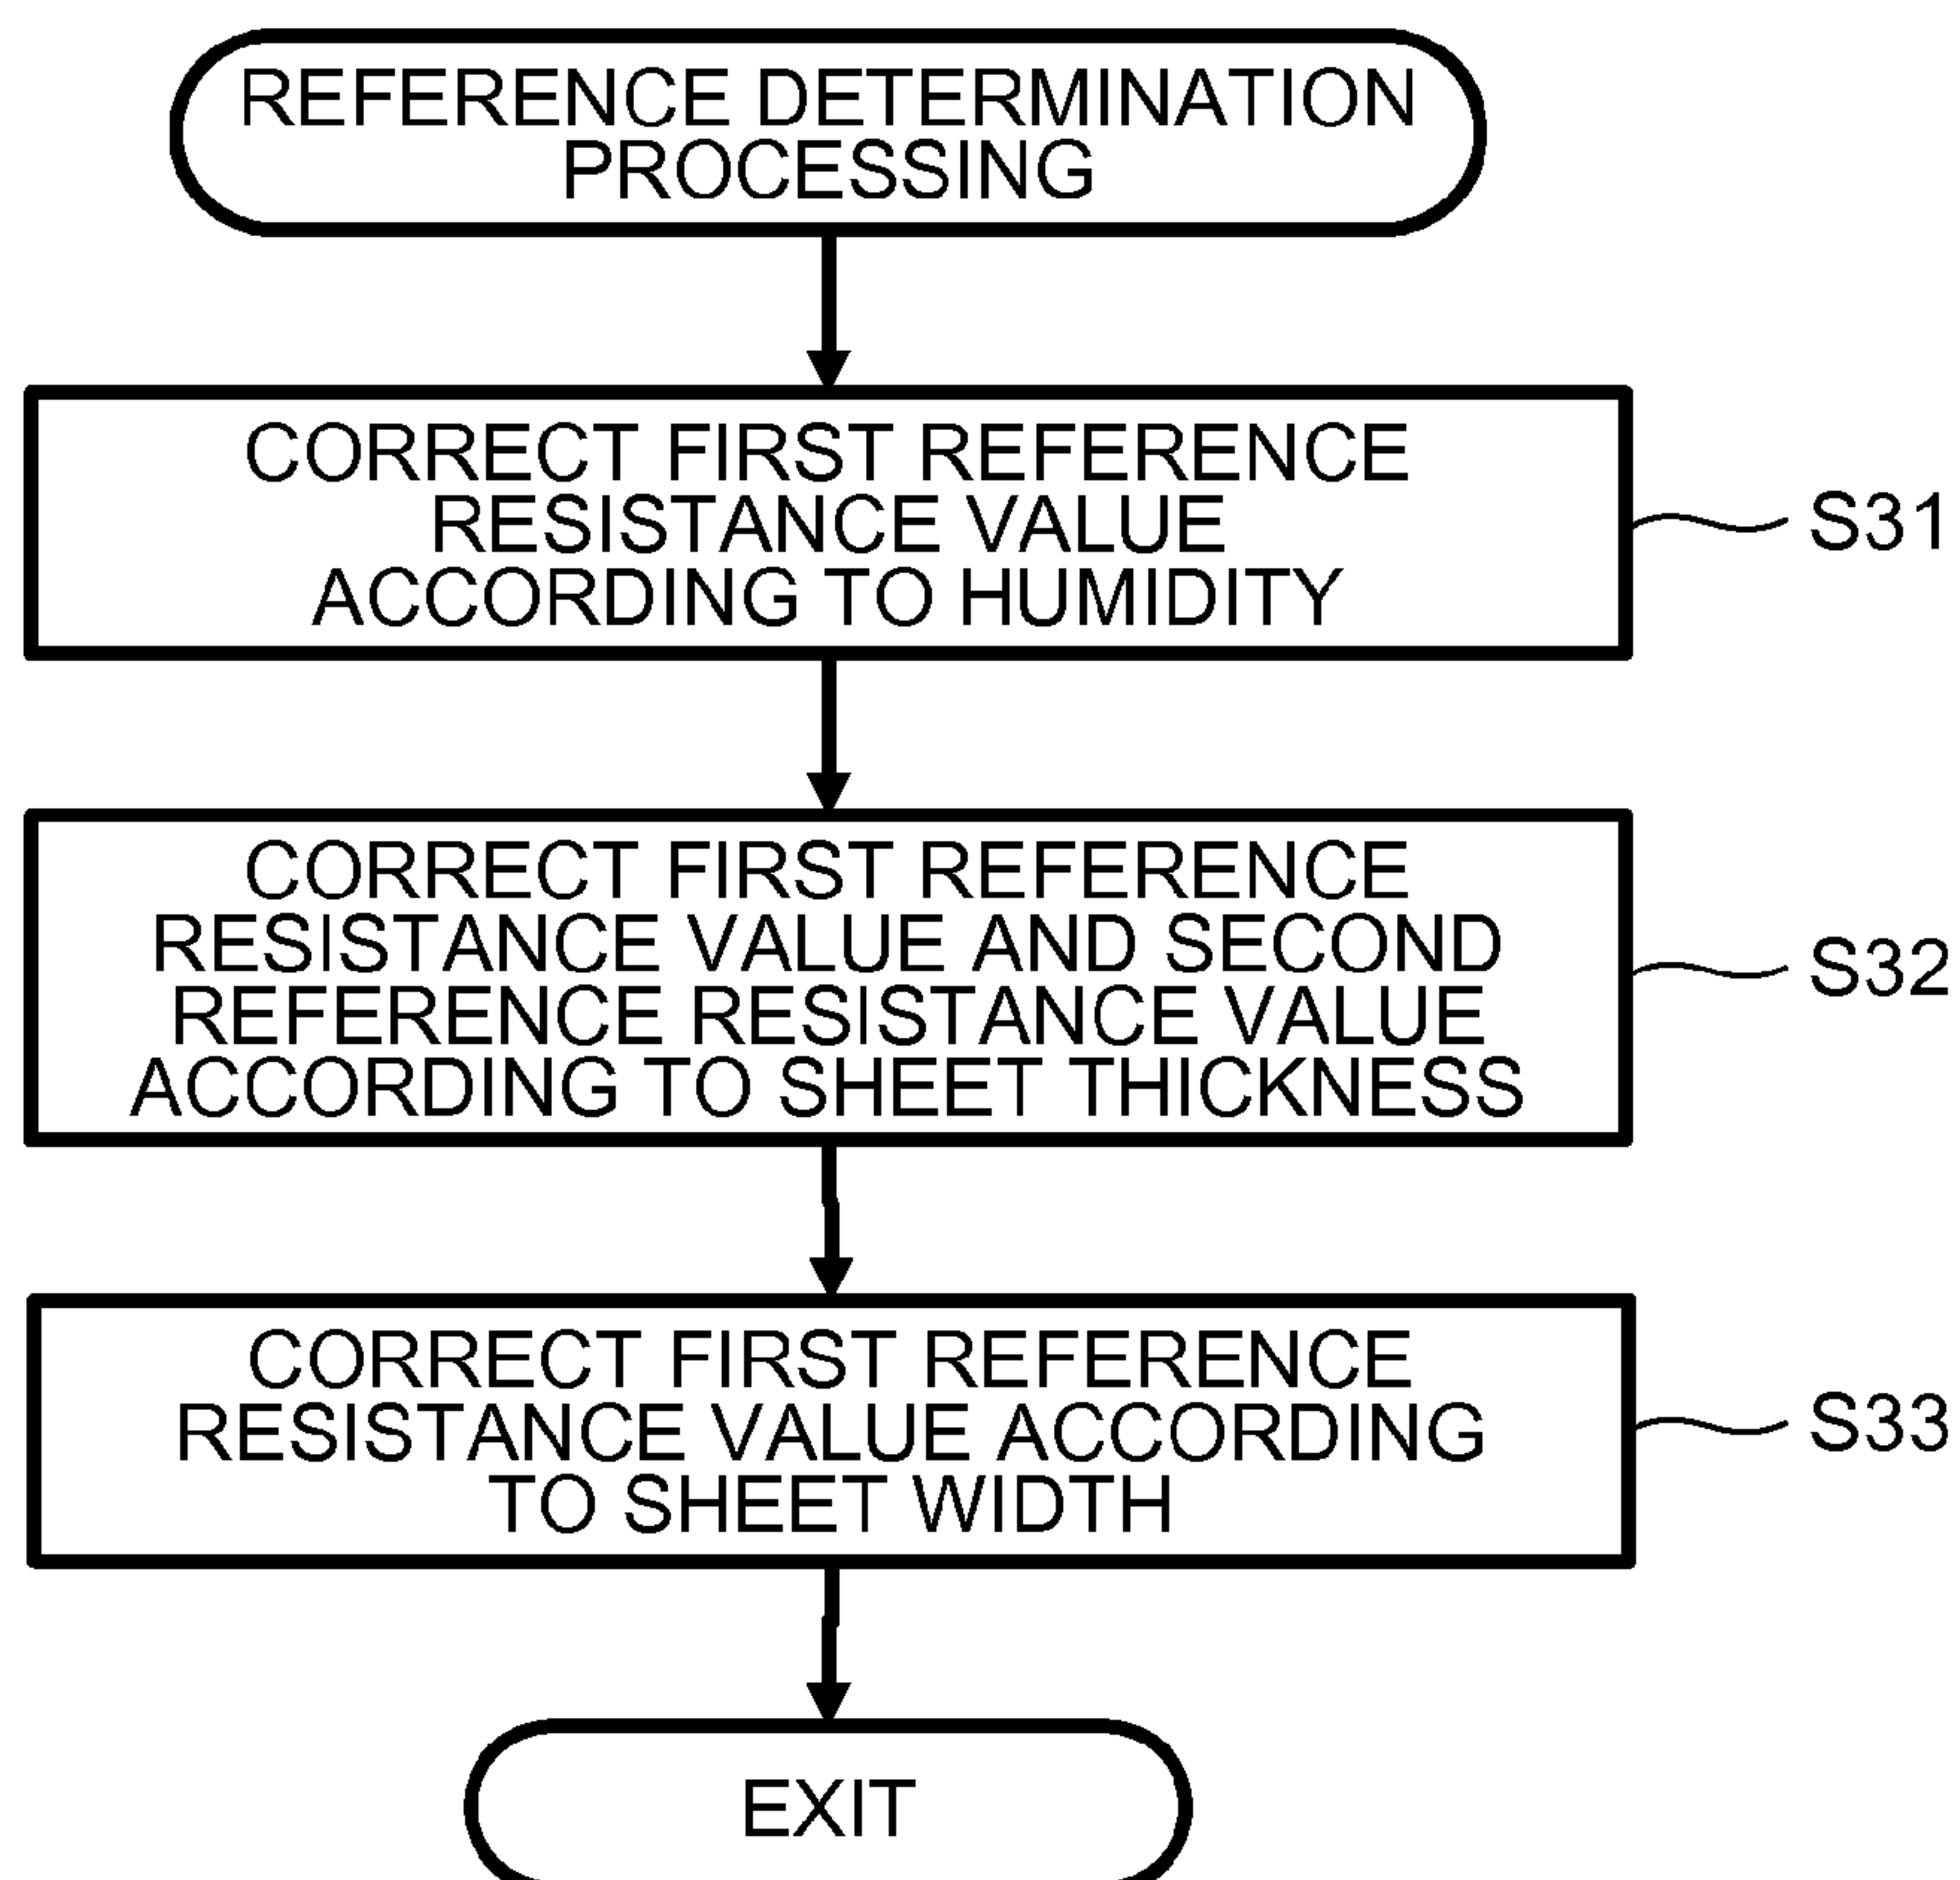 REFERENCE DETERMINATION
PROCESSING
CORRECT FIRST REFERENCE
RESISTANCE VALUE
ACCORDING TO HUMIDITY
S31
CORRECT FIRST REFERENCE
RESISTANCE VALUE AND SECOND
REFERENCE RESISTANCE VALUE
ACCORDING TO SHEET THICKNESS
S32
CORRECT FIRST REFERENCE
RESISTANCE VALUE ACCORDING
TO SHEET WIDTH
S33
EXIT